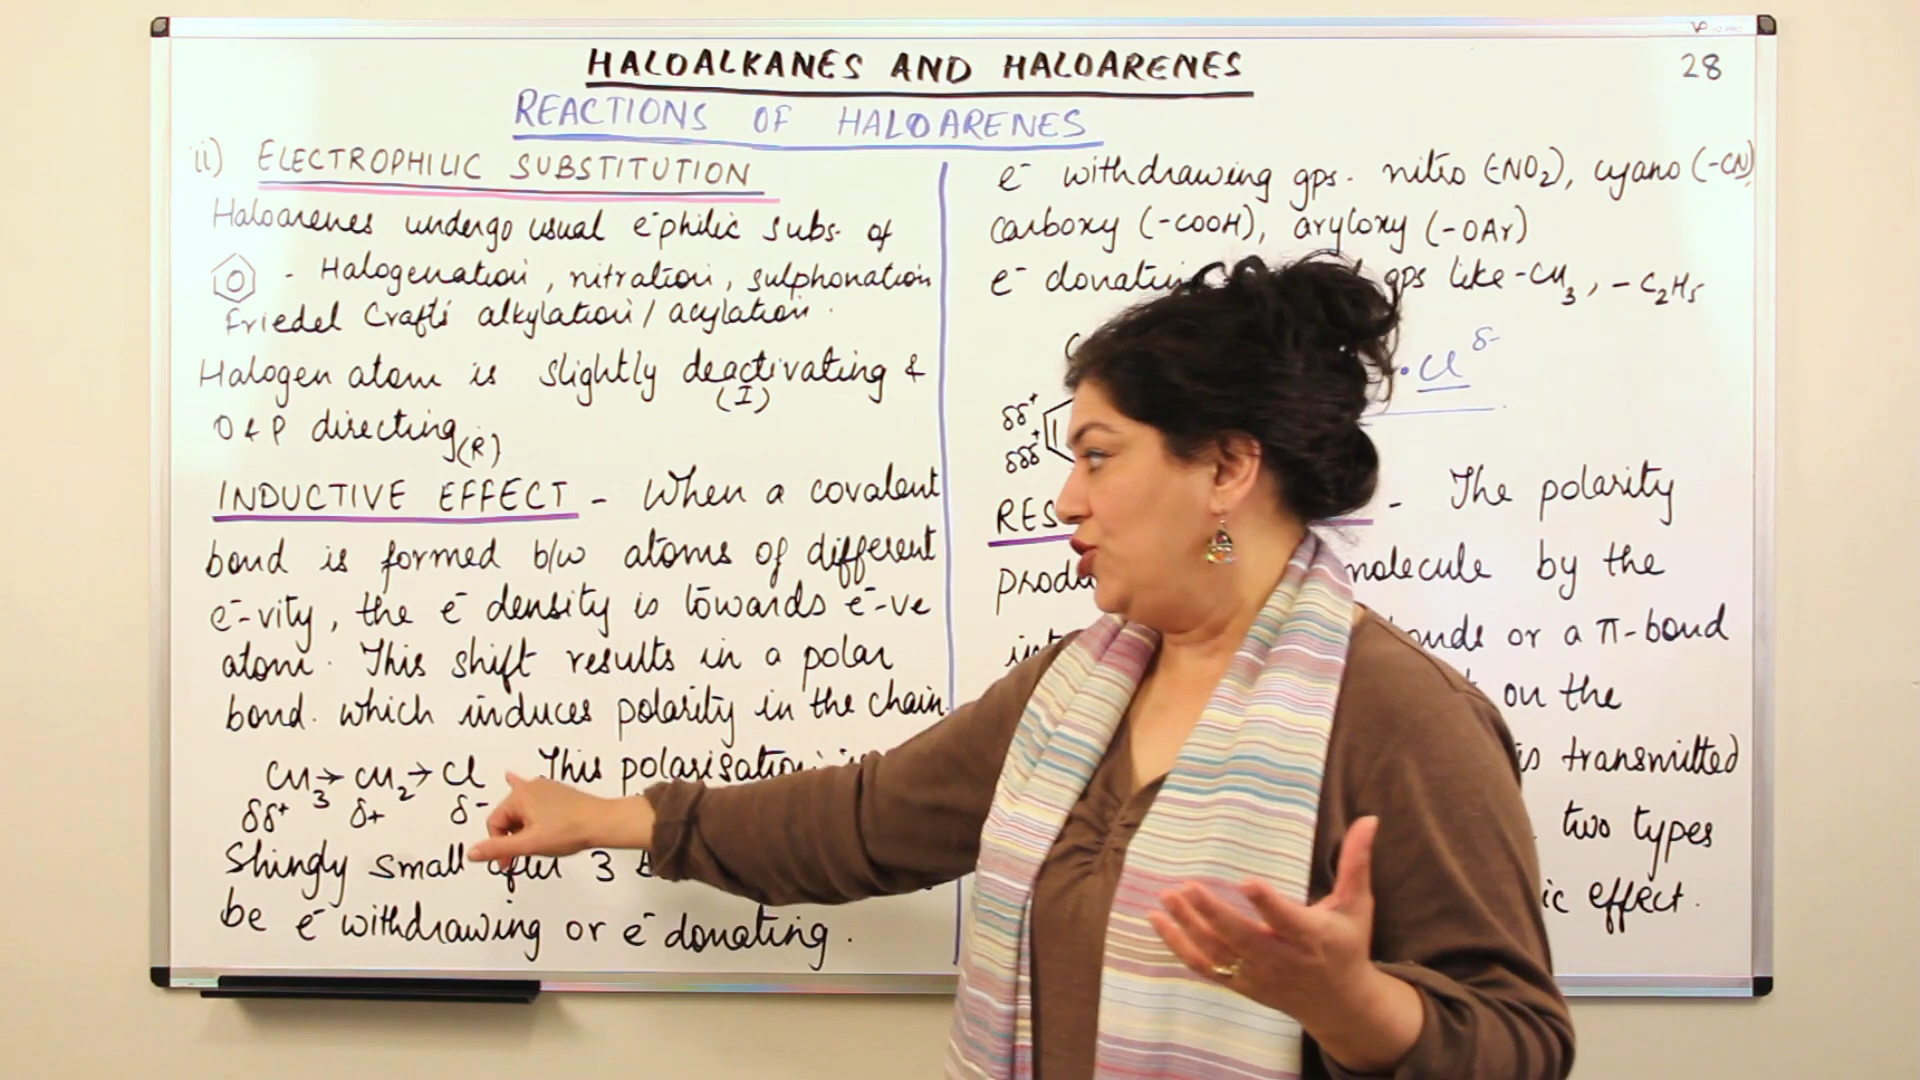 HALOALKANES AND HALOARENES
28
REACTIONS OF HALOARENES
ii) ELECTROPHILIC SUBSTITUTION
Haloarenes undergo usual e⁻philic subs. of
- Halogenation, nitration, sulphonation
Friedel Crafts alkylation / acylation.
Halogen atom is slightly deactivating &
(I)
O & P directing (R)
INDUCTIVE EFFECT - When a covalent
bond is formed b/w atoms of different
e⁻-vity, the e⁻ density is towards e⁻-ve
atom. This shift results in a polar
bond. which induces polarity in the chain.
CH₃→CH₂→Cl This polarisation
δδ+ δ+ δ-
Shingly small after 3
be e⁻ withdrawing or e⁻ donating.
e⁻ withdrawing gps. nitro (-NO₂), cyano (-CN),
carboxy (-COOH), aryloxy (-OAr)
e⁻ gps like -CH₃, -C₂H₅
Cl δ-
δδ+
δδδ+
- The polarity
molecule by the
or a π-bond
on the
is transmitted
two types
effect.